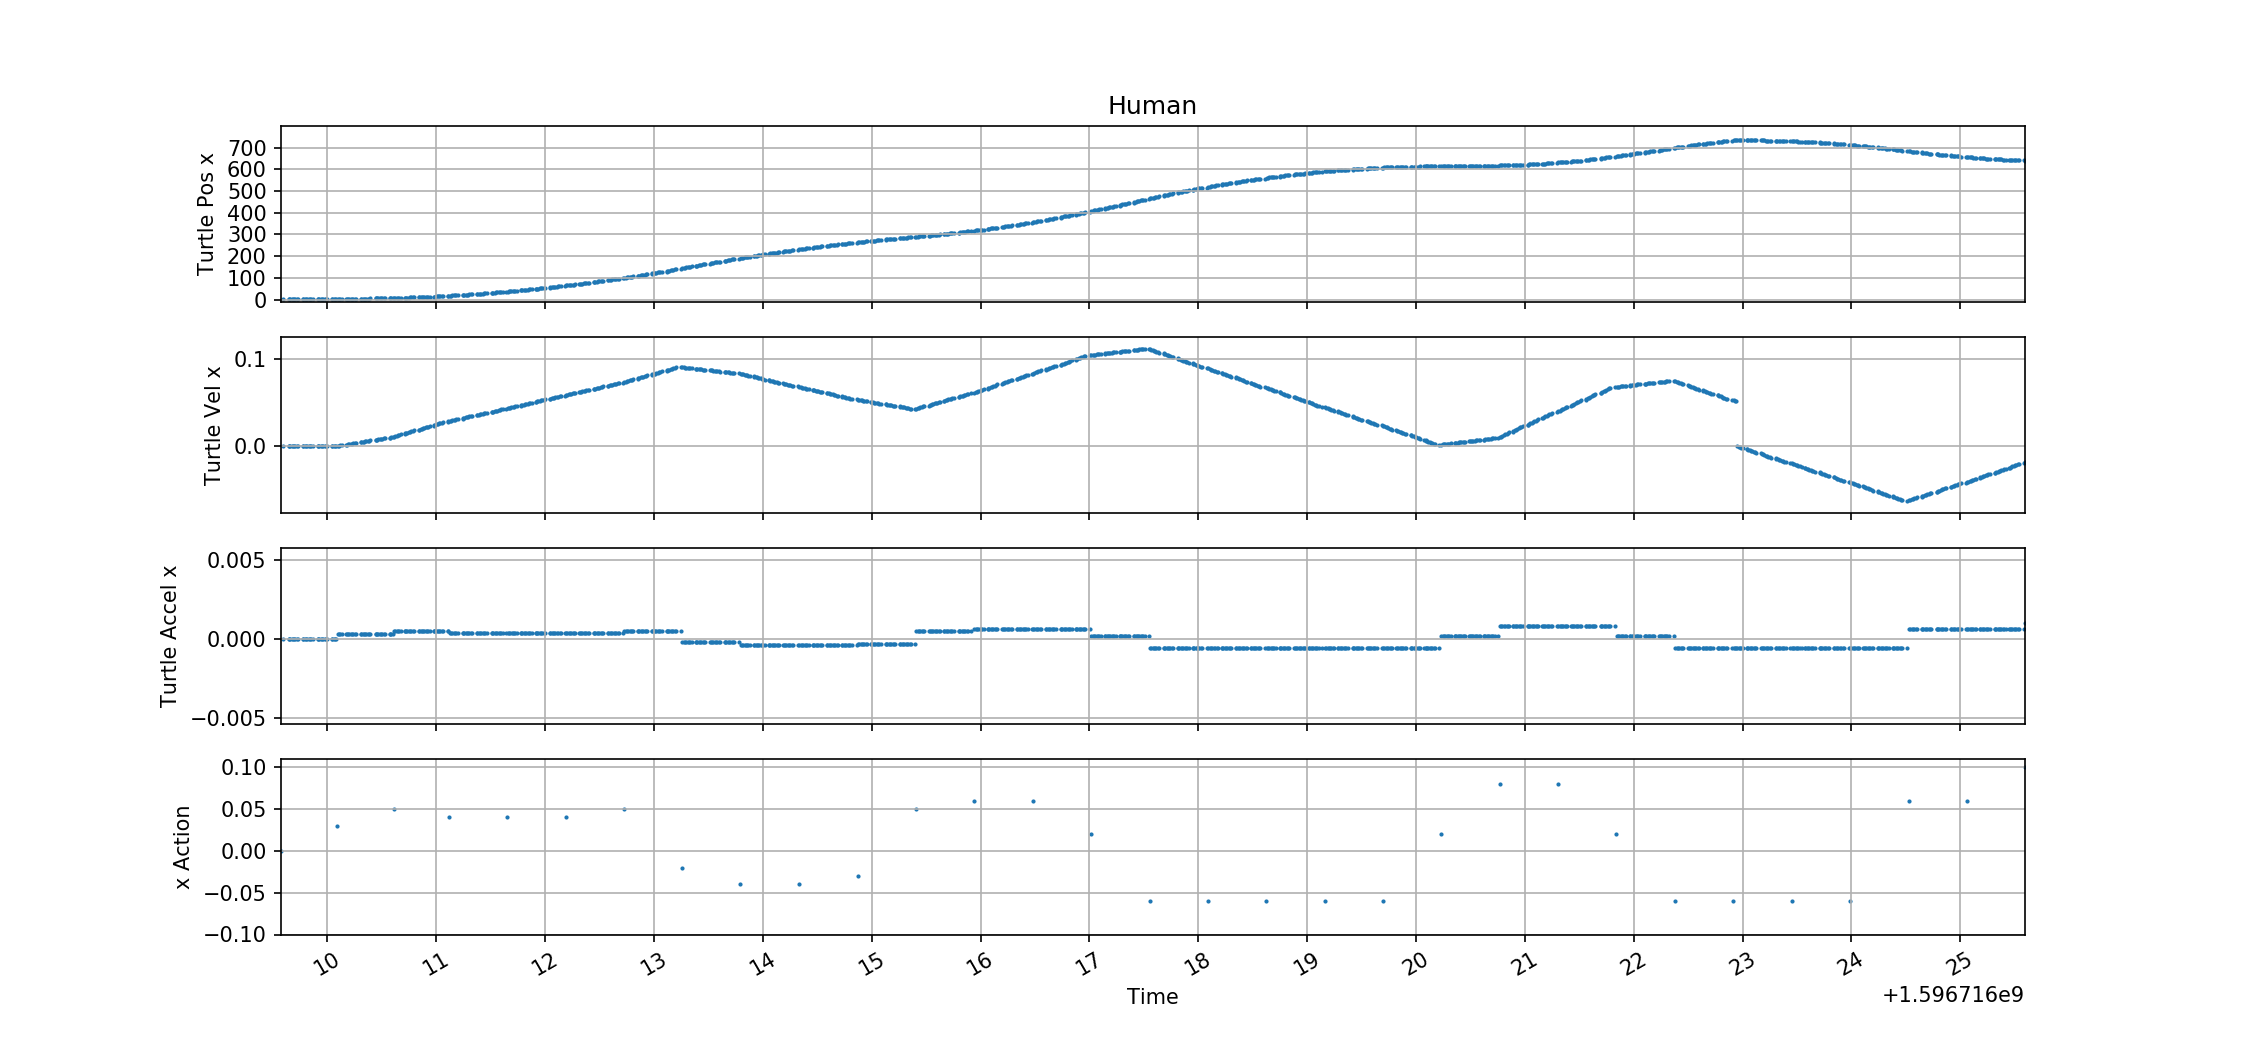 Human
Turtle Pos x
700
600
500
400
300
200
100
0
Turtle Vel x
0.1
0.0
Turtle Accel x
0.005
0.000
−0.005
x Action
0.10
0.05
0.00
−0.05
−0.10
10 11 12 13 14 15 16 17 18 19 20 21 22 23 24 25
Time
+1.596716e9